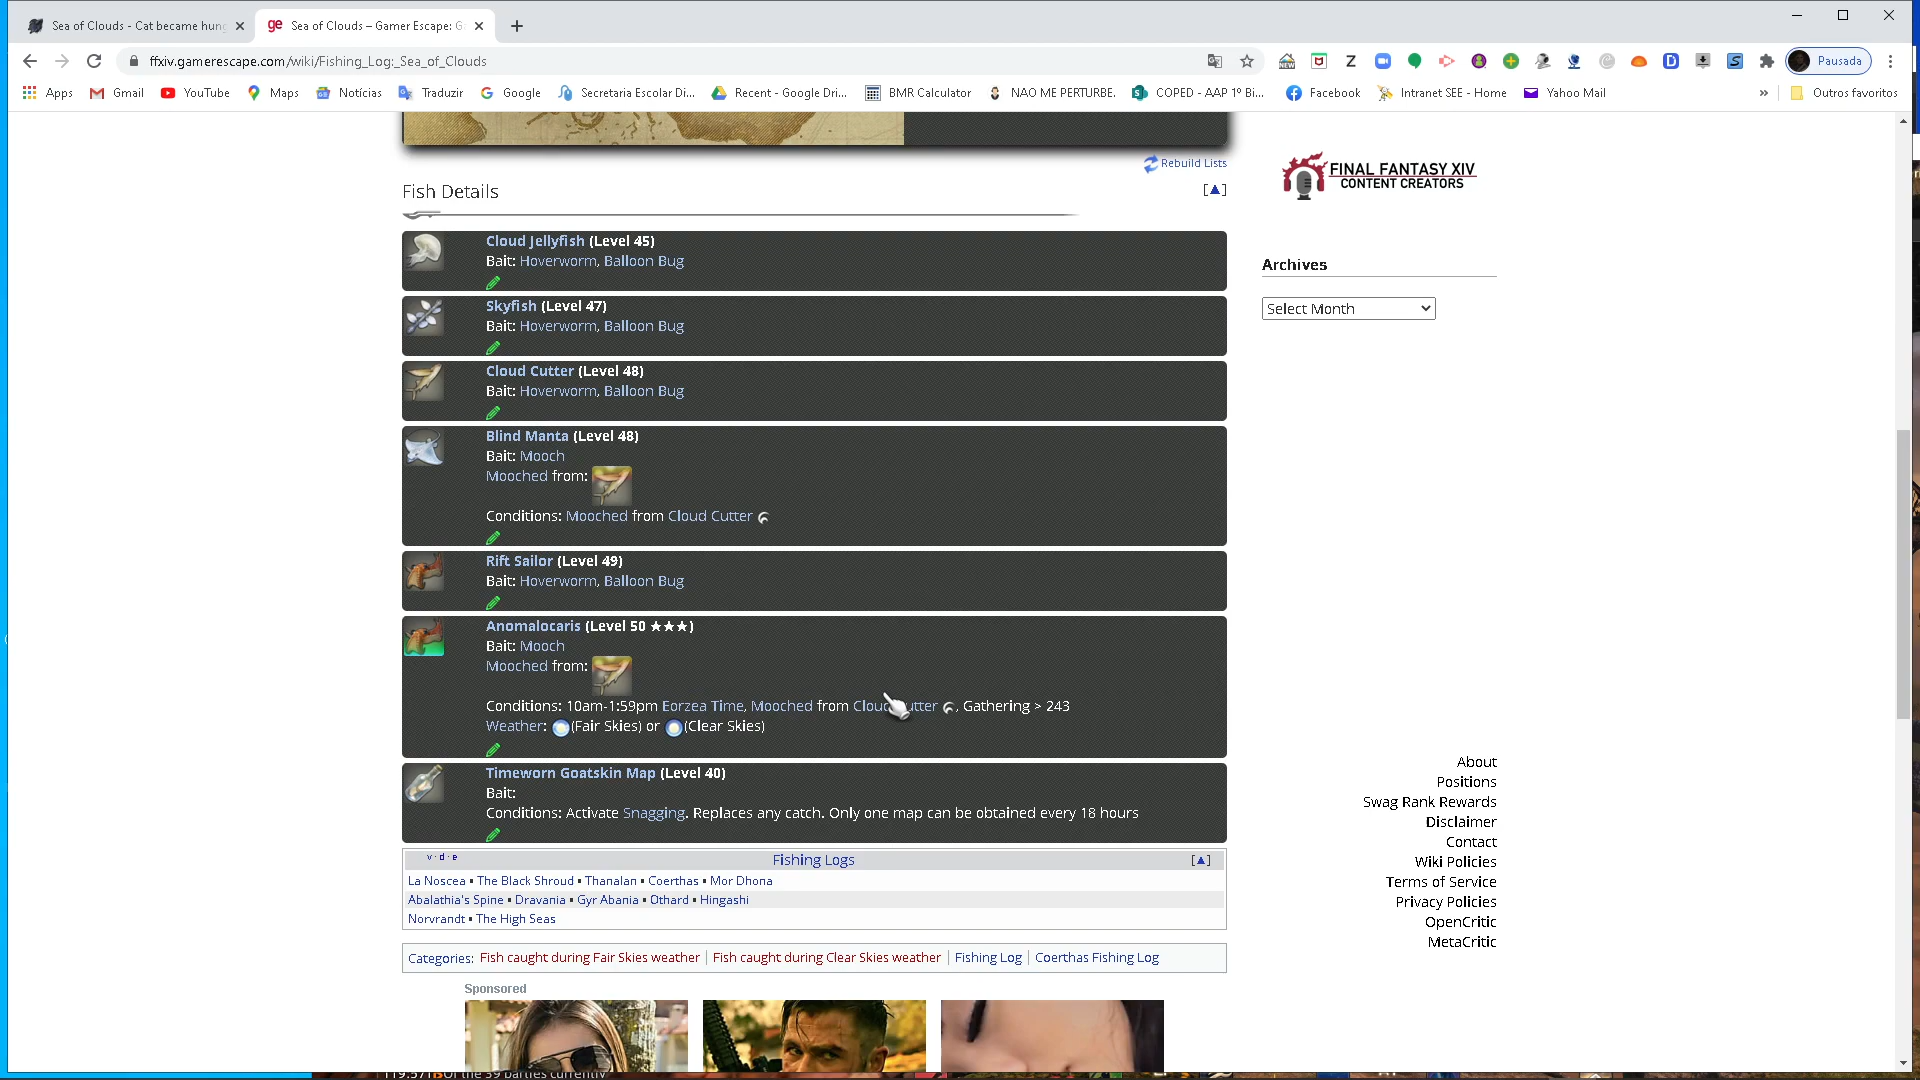 Sea of Clouds - Cat became hung
ge Sea of Clouds – Gamer Escape: G
ffxiv.gamerescape.com/wiki/Fishing_Log:_Sea_of_Clouds
Pausada
Apps Gmail YouTube Maps Notícias Traduzir Google Secretaria Escolar Di... Recent - Google Dri... BMR Calculator NAO ME PERTURBE. COPED - AAP 1º Bi... Facebook Intranet SEE - Home Yahoo Mail » Outros favoritos
Rebuild Lists
Fish Details [▲]
Cloud Jellyfish (Level 45)
Bait: Hoverworm, Balloon Bug
Skyfish (Level 47)
Bait: Hoverworm, Balloon Bug
Cloud Cutter (Level 48)
Bait: Hoverworm, Balloon Bug
Blind Manta (Level 48)
Bait: Mooch
Mooched from:
Conditions: Mooched from Cloud Cutter
Rift Sailor (Level 49)
Bait: Hoverworm, Balloon Bug
Anomalocaris (Level 50 ★★★)
Bait: Mooch
Mooched from:
Conditions: 10am-1:59pm Eorzea Time, Mooched from Cloud Cutter , Gathering > 243
Weather: (Fair Skies) or (Clear Skies)
Timeworn Goatskin Map (Level 40)
Bait:
Conditions: Activate Snagging. Replaces any catch. Only one map can be obtained every 18 hours
v · d · e Fishing Logs [▲]
La Noscea ▪ The Black Shroud ▪ Thanalan ▪ Coerthas ▪ Mor Dhona
Abalathia's Spine ▪ Dravania ▪ Gyr Abania ▪ Othard ▪ Hingashi
Norvrandt ▪ The High Seas
Categories: Fish caught during Fair Skies weather | Fish caught during Clear Skies weather | Fishing Log | Coerthas Fishing Log
Sponsored
FINAL FANTASY XIV
CONTENT CREATORS
Archives
Select Month
About
Positions
Swag Rank Rewards
Disclaimer
Contact
Wiki Policies
Terms of Service
Privacy Policies
OpenCritic
MetaCritic